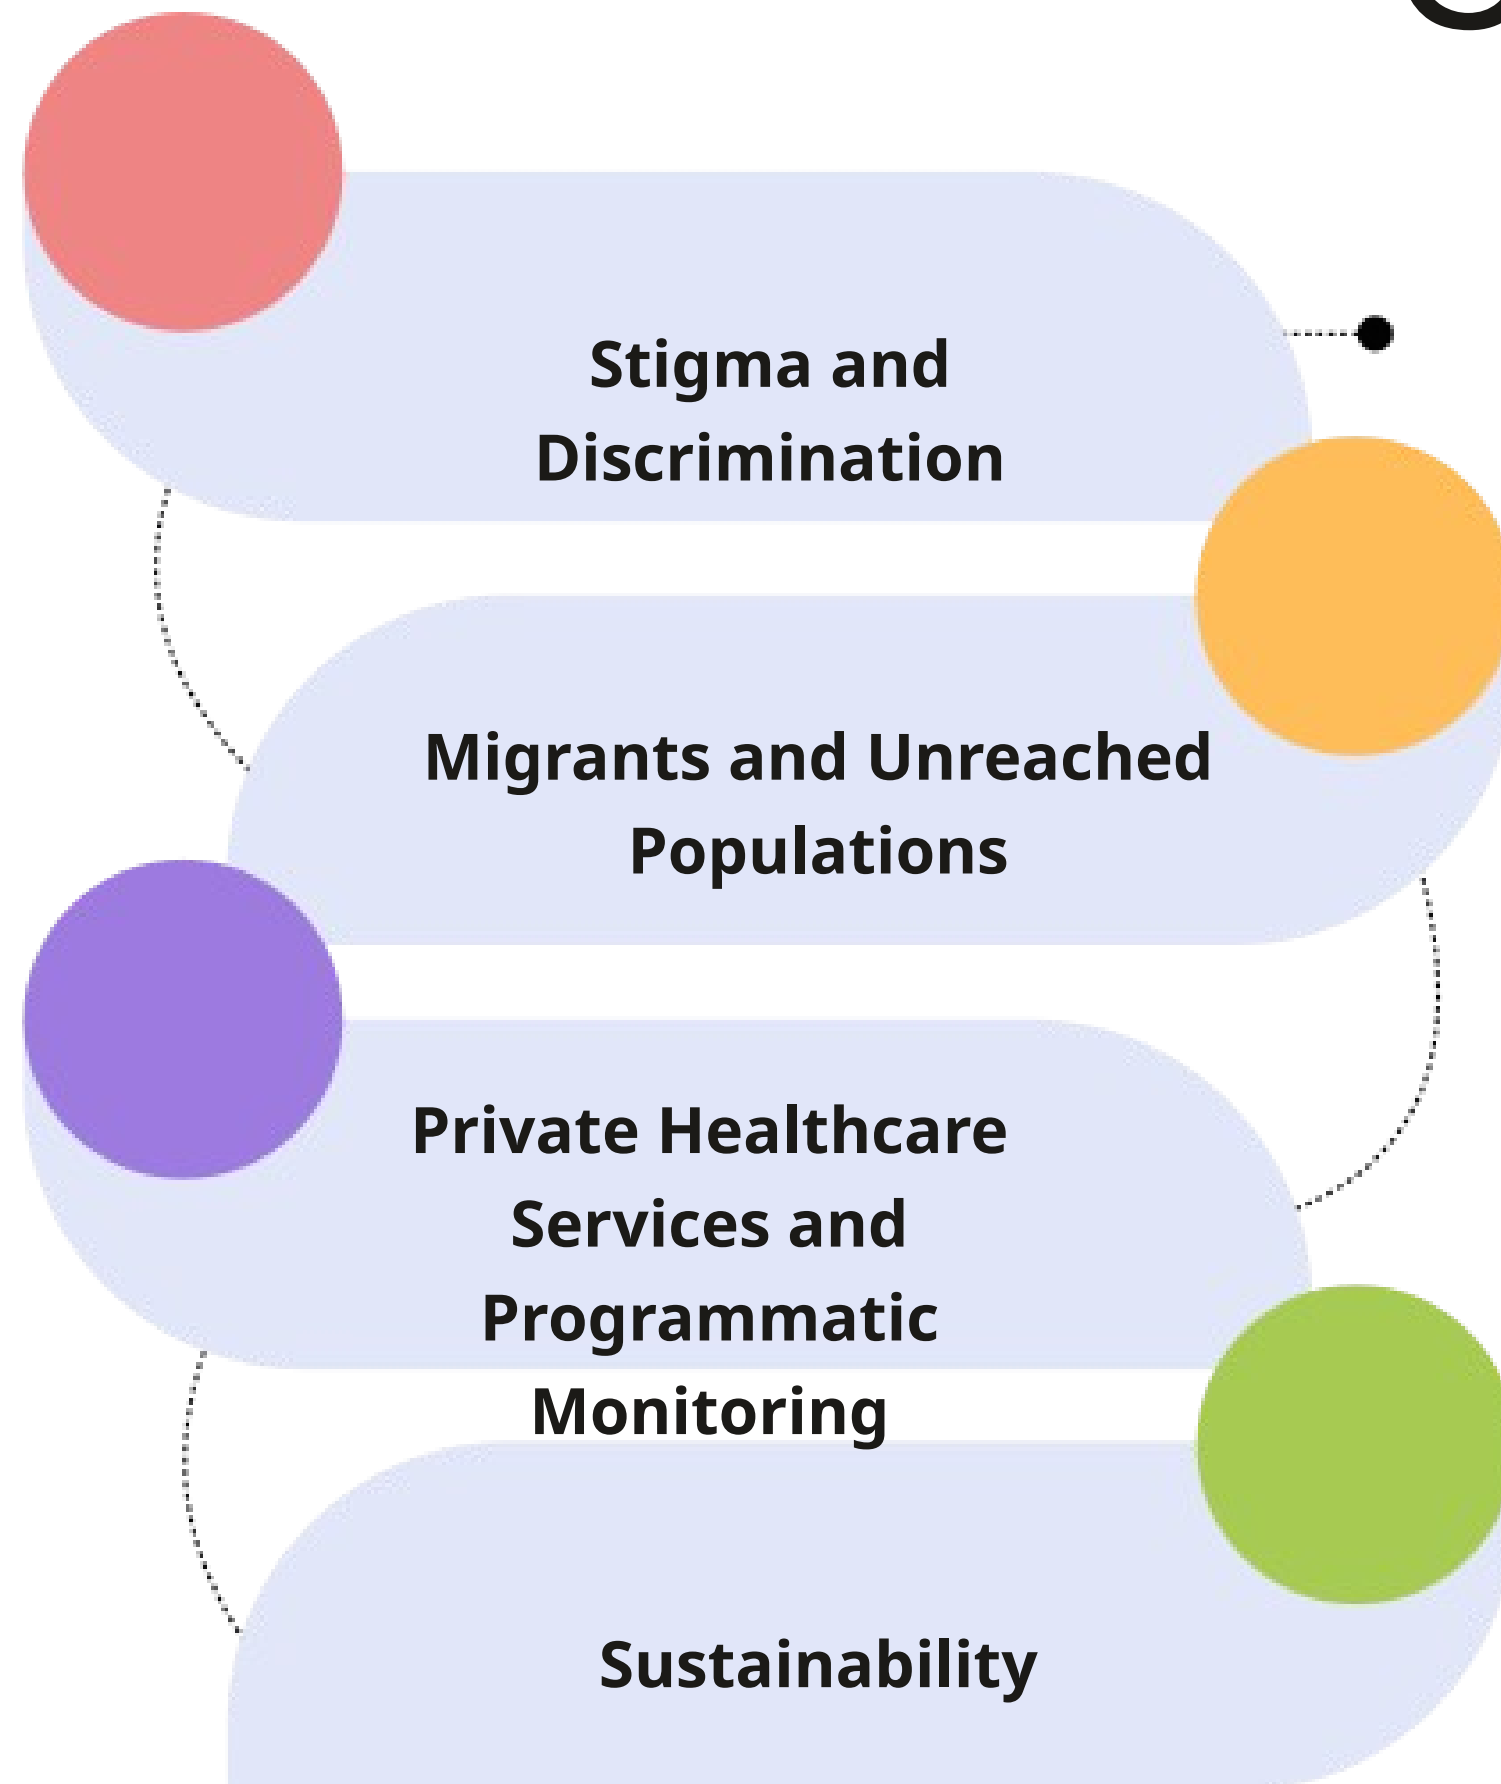 Stigma and
Discrimination
Migrants and Unreached
Populations
Private Healthcare
Services and
Programmatic
Monitoring
Sustainability